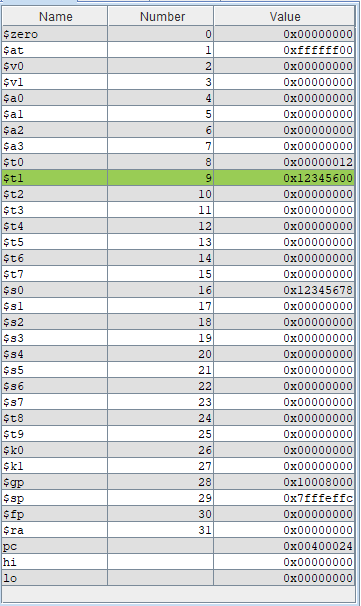 Name Number Value
$zero 0 0x00000000
$at 1 0xffffff00
$v0 2 0x00000000
$v1 3 0x00000000
$a0 4 0x00000000
$a1 5 0x00000000
$a2 6 0x00000000
$a3 7 0x00000000
$t0 8 0x00000012
$t1 9 0x12345600
$t2 10 0x00000000
$t3 11 0x00000000
$t4 12 0x00000000
$t5 13 0x00000000
$t6 14 0x00000000
$t7 15 0x00000000
$s0 16 0x12345678
$s1 17 0x00000000
$s2 18 0x00000000
$s3 19 0x00000000
$s4 20 0x00000000
$s5 21 0x00000000
$s6 22 0x00000000
$s7 23 0x00000000
$t8 24 0x00000000
$t9 25 0x00000000
$k0 26 0x00000000
$k1 27 0x00000000
$gp 28 0x10008000
$sp 29 0x7fffeffc
$fp 30 0x00000000
$ra 31 0x00000000
pc 0x00400024
hi 0x00000000
lo 0x00000000